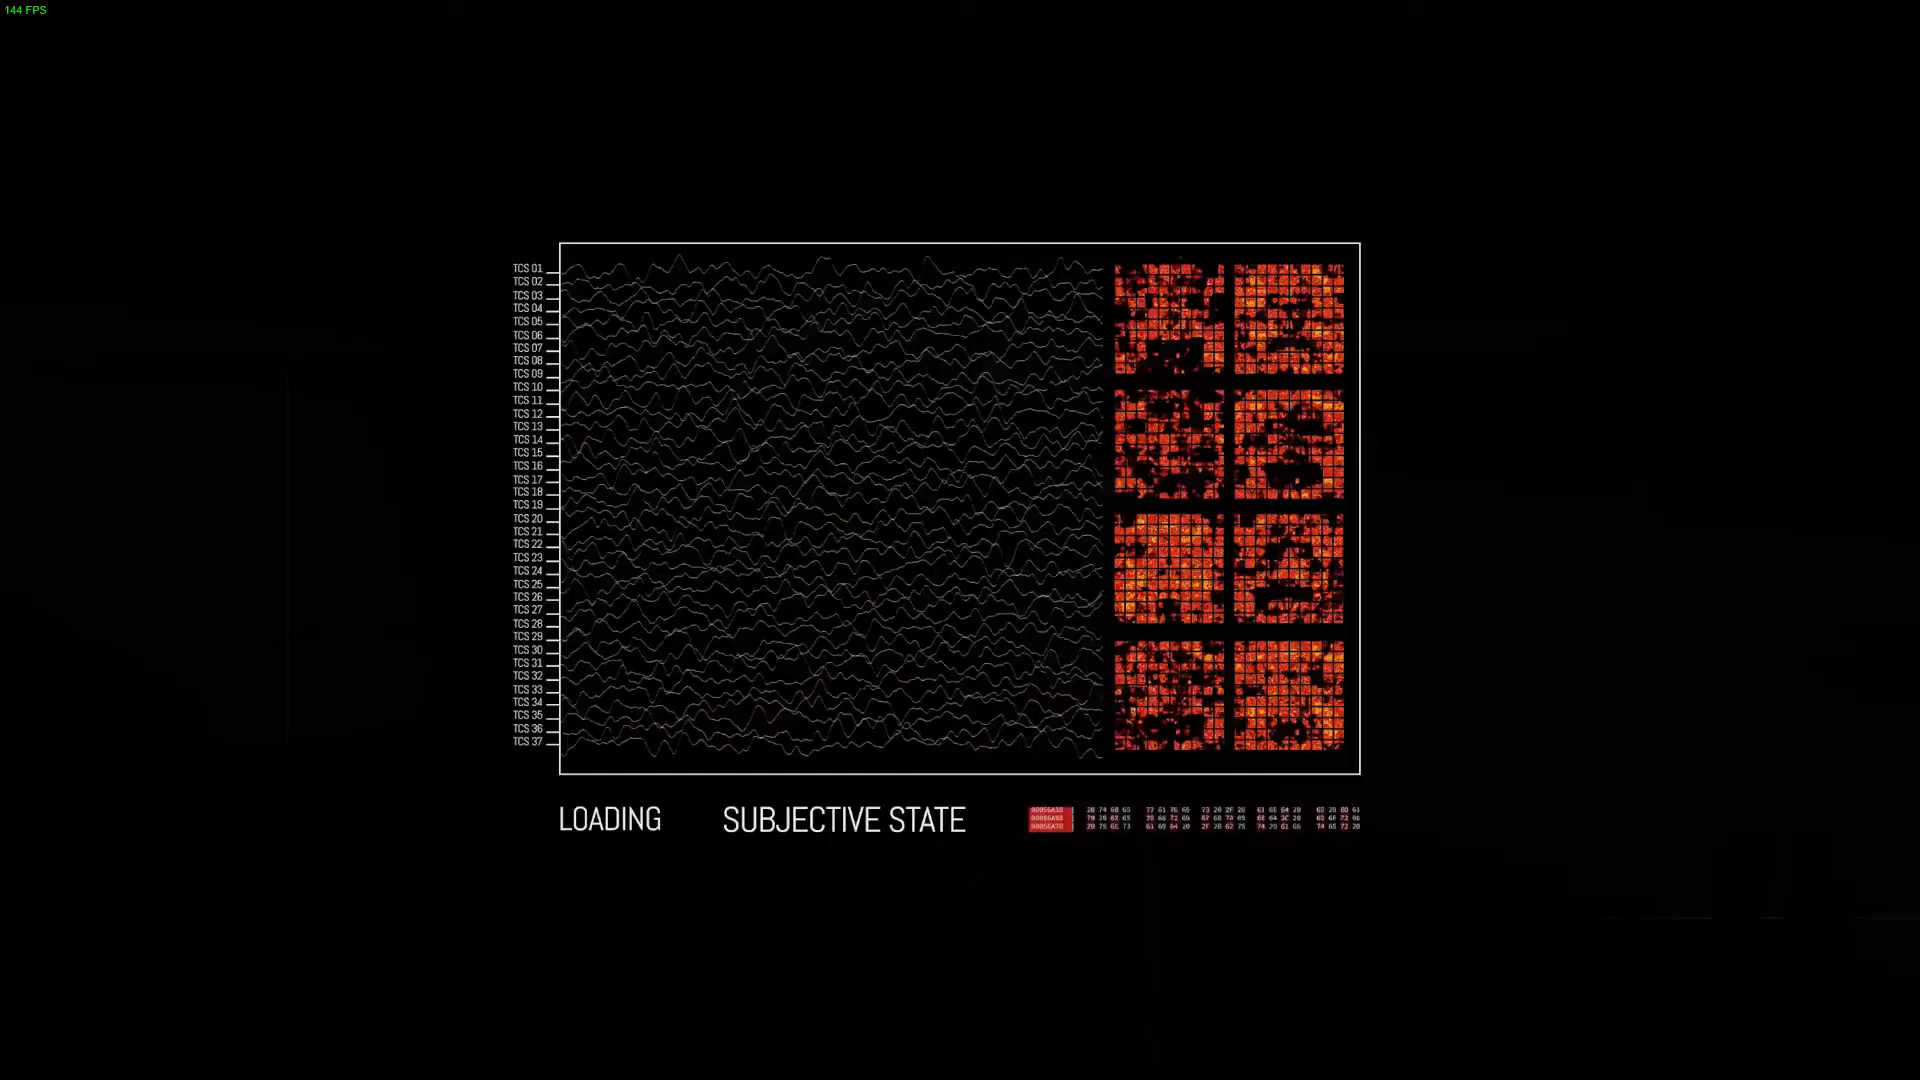 144 FPS
TCS 01
TCS 02
TCS 03
TCS 04
TCS 05
TCS 06
TCS 07
TCS 08
TCS 09
TCS 10
TCS 11
TCS 12
TCS 13
TCS 14
TCS 15
TCS 16
TCS 17
TCS 18
TCS 19
TCS 20
TCS 21
TCS 22
TCS 23
TCS 24
TCS 25
TCS 26
TCS 27
TCS 28
TCS 29
TCS 30
TCS 31
TCS 32
TCS 33
TCS 34
TCS 35
TCS 36
TCS 37
LOADING SUBJECTIVE STATE